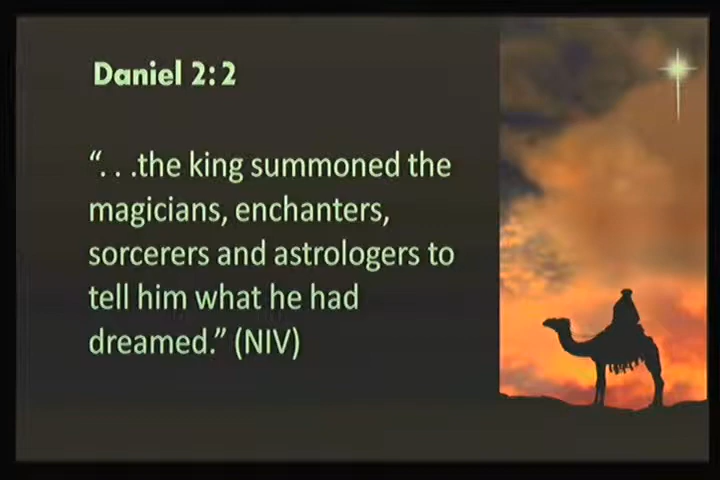 Daniel 2:2
“. . .the king summoned the
magicians, enchanters,
sorcerers and astrologers to
tell him what he had
dreamed.” (NIV)